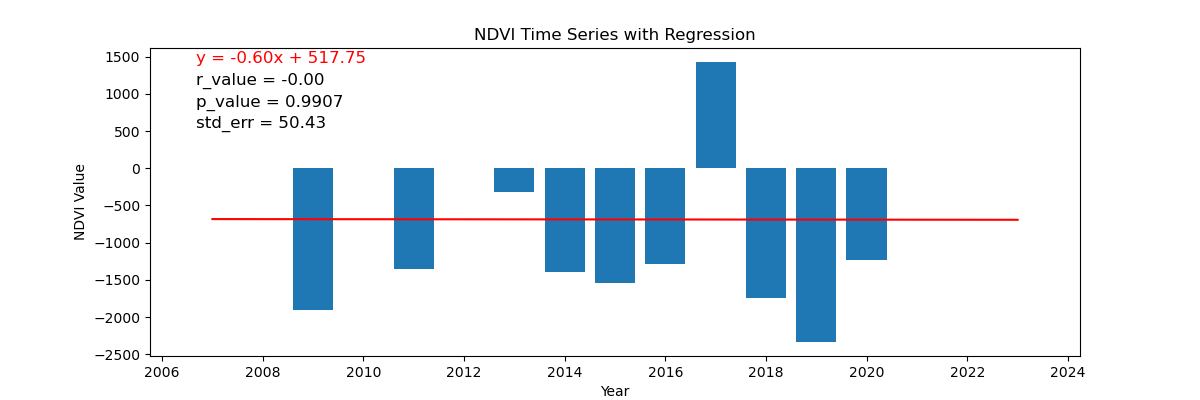 NDVI Time Series with Regression
y = -0.60x + 517.75
r_value = -0.00
p_value = 0.9907
std_err = 50.43
NDVI Value
1500
1000
500
0
−500
−1000
−1500
−2000
−2500
2006 2008 2010 2012 2014 2016 2018 2020 2022 2024
Year